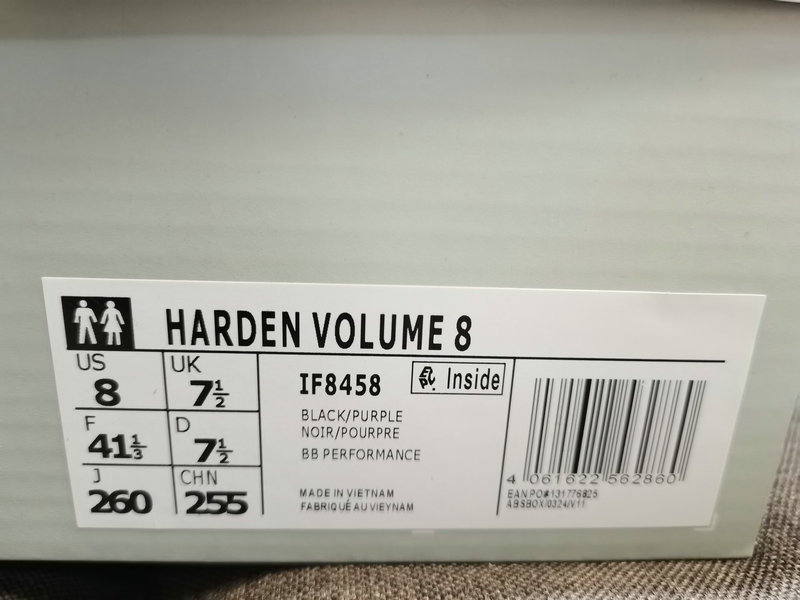 HARDEN VOLUME 8
US
8
UK
7½
F
41⅓
D
7½
J
260
CHN
255
IF8458
Inside
BLACK/PURPLE
NOIR/POURPRE
BB PERFORMANCE
MADE IN VIETNAM
FABRIQUÉ AU VIEYNAM
4 061622 562860
EAN PO#131776825
ABSBOX/0324/V11